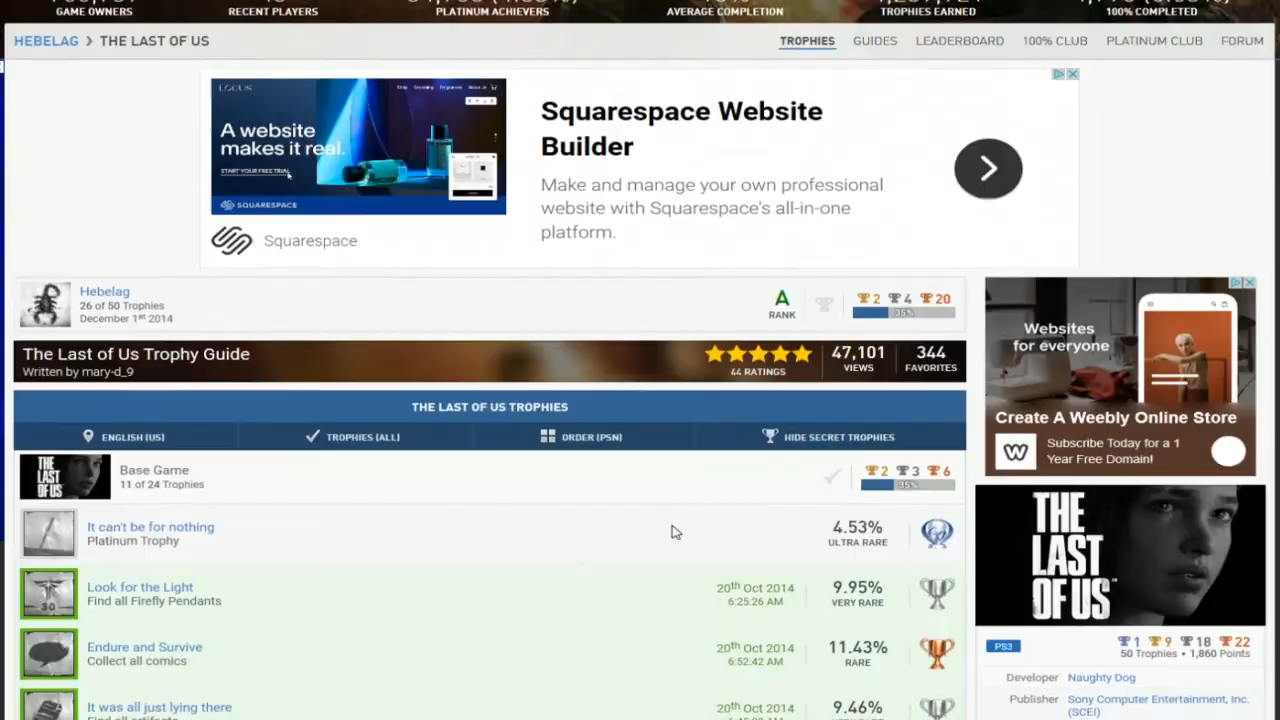 GAME OWNERS
RECENT PLAYERS
PLATINUM ACHIEVERS
AVERAGE COMPLETION
TROPHIES EARNED
100% COMPLETED
HEBELAG > THE LAST OF US
TROPHIES GUIDES LEADERBOARD 100% CLUB PLATINUM CLUB FORUM
LOCUS
A website
makes it real.
START YOUR FREE TRIAL
SQUARESPACE
Squarespace
Squarespace Website
Builder
Make and manage your own professional
website with Squarespace's all-in-one
platform.
Hebelag
26 of 50 Trophies
December 1st 2014
A
RANK
2 4 20
35%
The Last of Us Trophy Guide
Written by mary-d_9
44 RATINGS
47,101
VIEWS
344
FAVORITES
THE LAST OF US TROPHIES
ENGLISH (US) TROPHIES (ALL) ORDER (PSN) HIDE SECRET TROPHIES
THE
LAST
OF US
Base Game
11 of 24 Trophies
2 3 6
35%
It can't be for nothing
Platinum Trophy
4.53%
ULTRA RARE
30
Look for the Light
Find all Firefly Pendants
20th Oct 2014
6:25:26 AM
9.95%
VERY RARE
Endure and Survive
Collect all comics
20th Oct 2014
6:52:42 AM
11.43%
RARE
It was all just lying there
20th Oct 2014
9.46%
Websites
for everyone
Create A Weekly Online Store
Subscribe Today for a 1
Year Free Domain!
THE
LAST
OF US
PS3
1 9 18 22
50 Trophies • 1,860 Points
Developer Naughty Dog
Publisher Sony Computer Entertainment, Inc.
(SCEI)